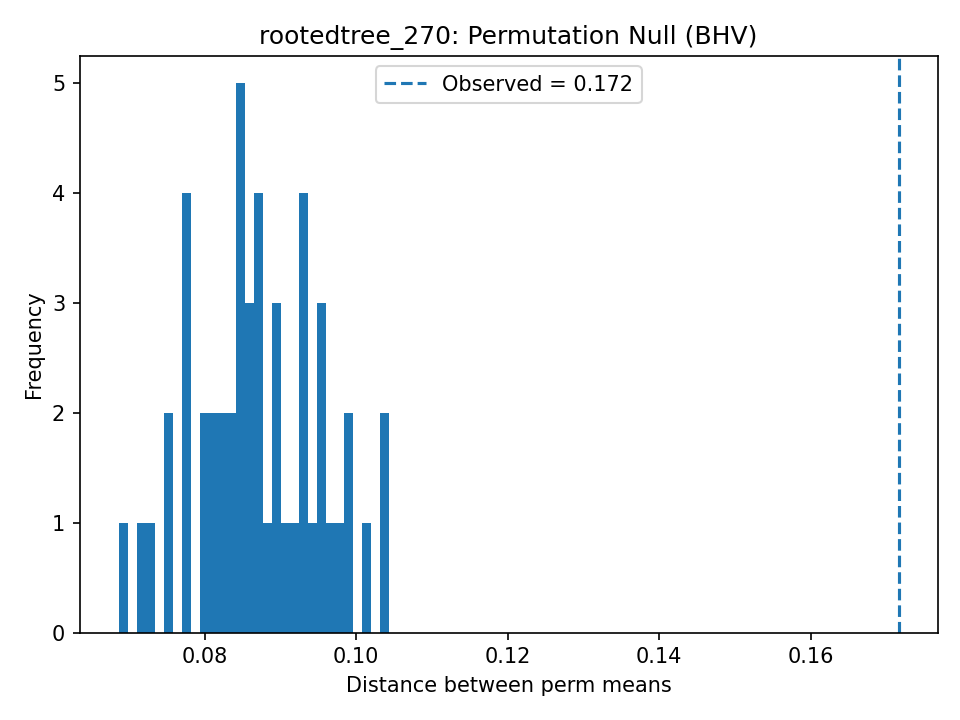 rootedtree_270: Permutation Null (BHV)
Observed = 0.172
5
4
3
2
1
0
Frequency
0.08 0.10 0.12 0.14 0.16
Distance between perm means